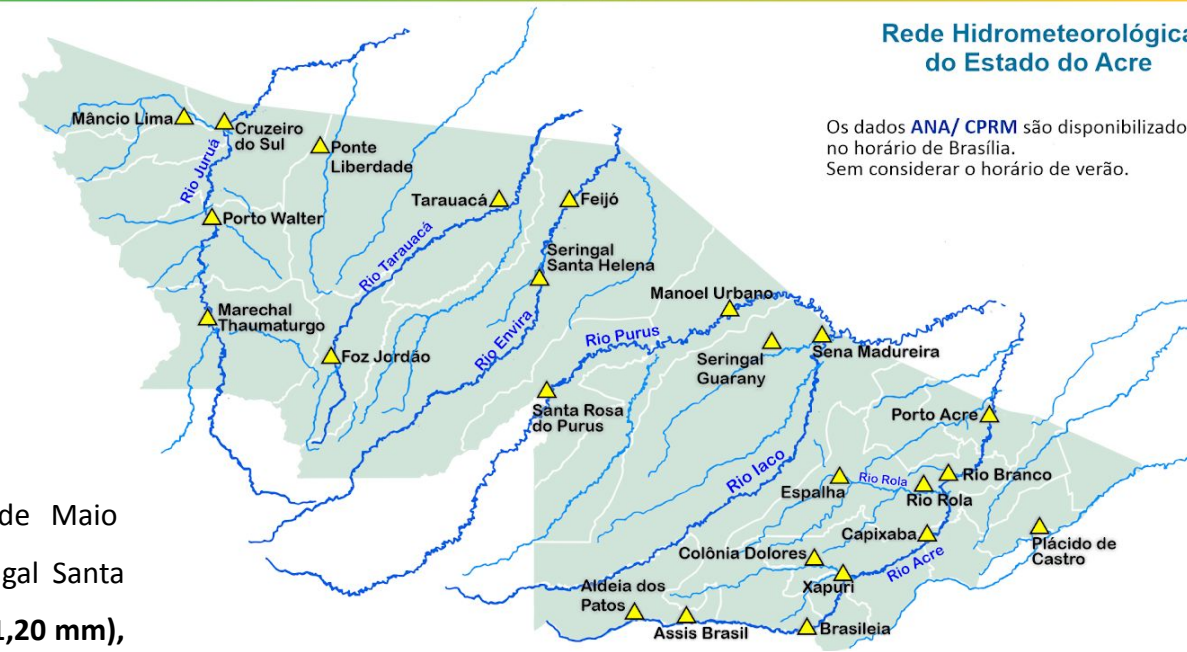 Rede Hidrometeorológica
do Estado do Acre
Os dados ANA/ CPRM são disponibilizado
no horário de Brasília.
Sem considerar o horário de verão.
Mâncio Lima
Cruzeiro
do Sul
Ponte
Liberdade
Rio Juruá
Porto Walter
Tarauacá
Feijó
Rio Tarauacá
Seringal
Santa Helena
Marechal
Thaumaturgo
Foz Jordão
Rio Envira
Manoel Urbano
Rio Purus
Seringal
Guarany
Sena Madureira
Santa Rosa
do Purus
Porto Acre
Rio Iaco
Espalha
Rio Rola
Rio Rola
Rio Branco
Capixaba
Plácido de
Castro
Colônia Dolores
Rio Acre
Xapuri
Aldeia dos
Patos
Assis Brasil
Brasileia
de Maio
gal Santa
1,20 mm),